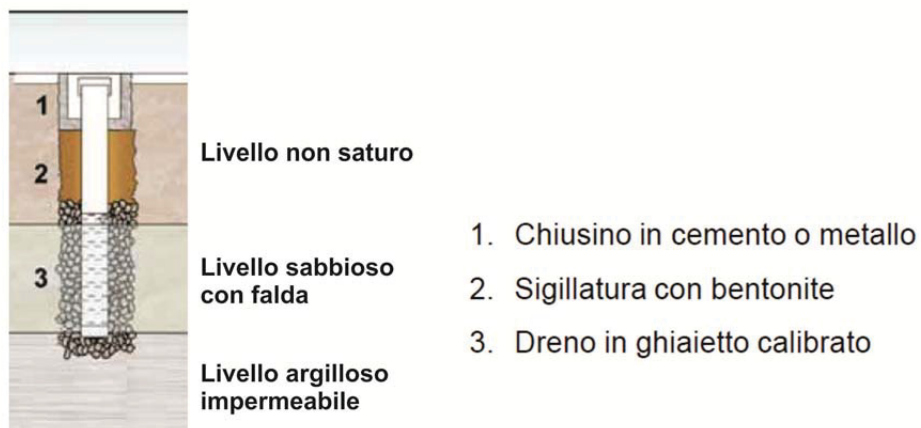 1
2
3
Livello non saturo
Livello sabbioso
con falda
Livello argilloso
impermeabile
1. Chiusino in cemento o metallo
2. Sigillatura con bentonite
3. Dreno in ghiaietto calibrato